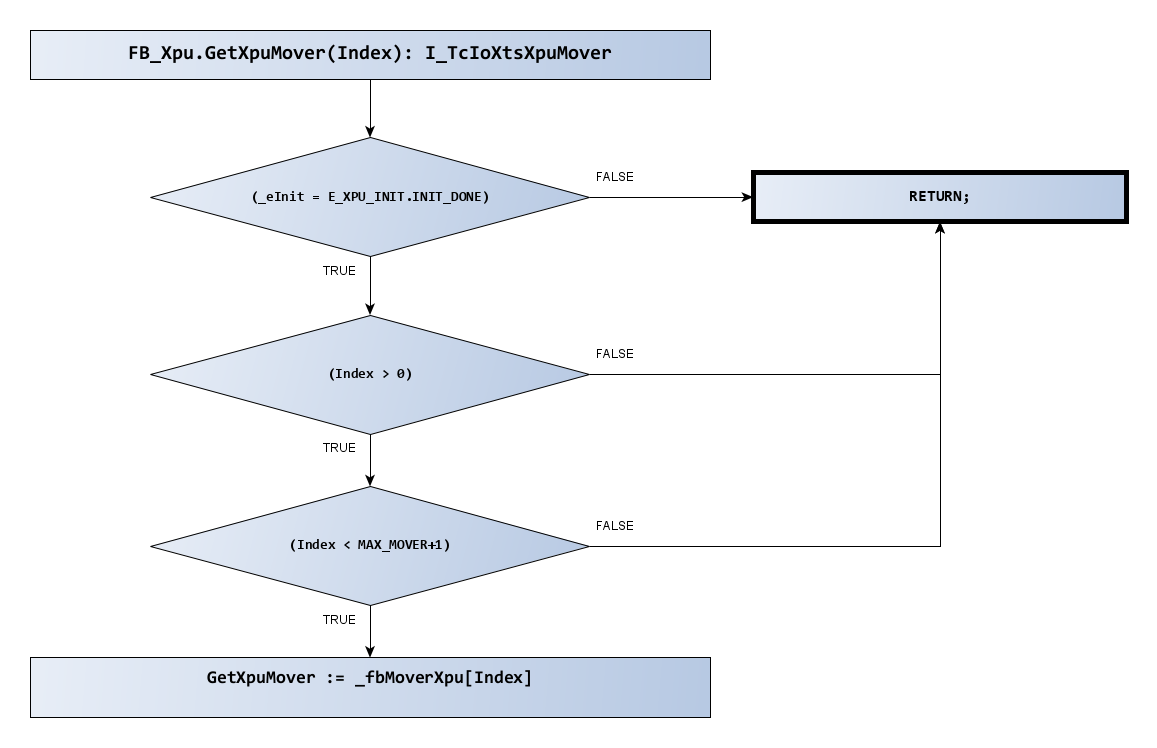 FB_Xpu.GetXpuMover(Index): I_TcIoXtsXpuMover
(_eInit = E_XPU_INIT.INIT_DONE)
FALSE
RETURN;
TRUE
(Index > 0)
FALSE
TRUE
(Index < MAX_MOVER+1)
FALSE
TRUE
GetXpuMover := _fbMoverXpu[Index]